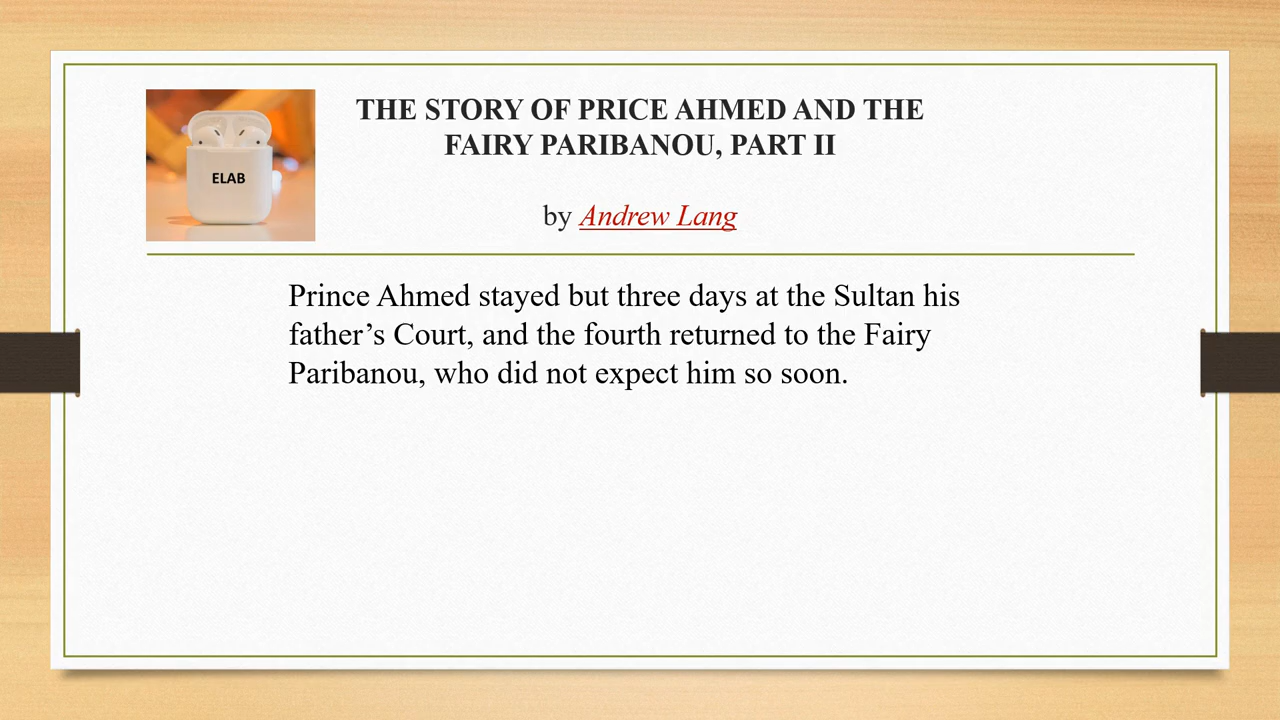 ELAB
THE STORY OF PRICE AHMED AND THE
FAIRY PARIBANOU, PART II
by Andrew Lang
Prince Ahmed stayed but three days at the Sultan his
father’s Court, and the fourth returned to the Fairy
Paribanou, who did not expect him so soon.